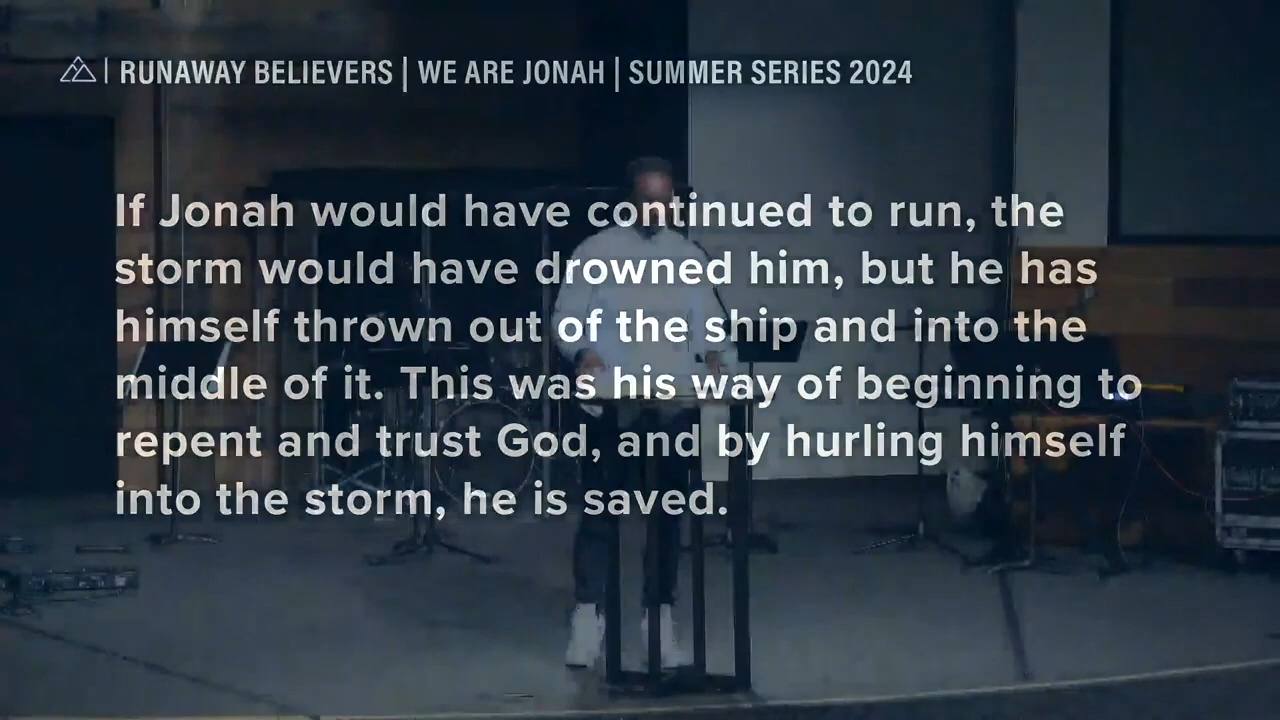 RUNAWAY BELIEVERS | WE ARE JONAH | SUMMER SERIES 2024
If Jonah would have continued to run, the
storm would have drowned him, but he has
himself thrown out of the ship and into the
middle of it. This was his way of beginning to
repent and trust God, and by hurling himself
into the storm, he is saved.